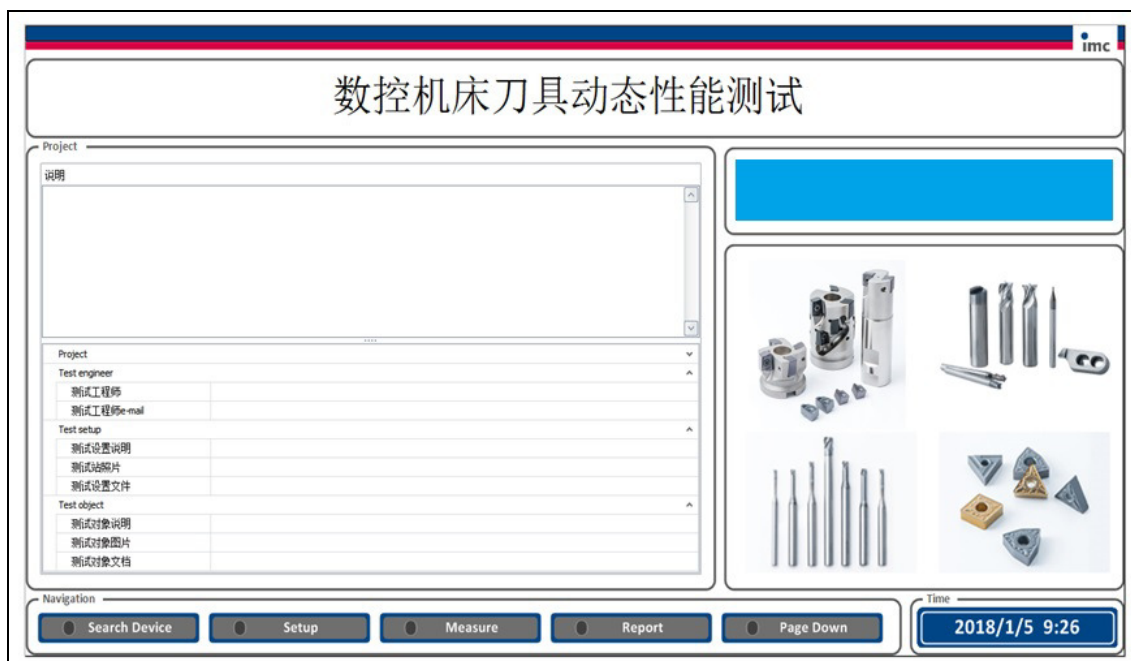 imc
数控机床刀具动态性能测试
Project
说明
Project
Test engineer
测试工程师
测试工程师e-mail
Test setup
测试设置说明
测试站照片
测试设置文件
Test object
测试对象说明
测试对象图片
测试对象文档
Navigation
Search Device
Setup
Measure
Report
Page Down
Time
2018/1/5 9:26